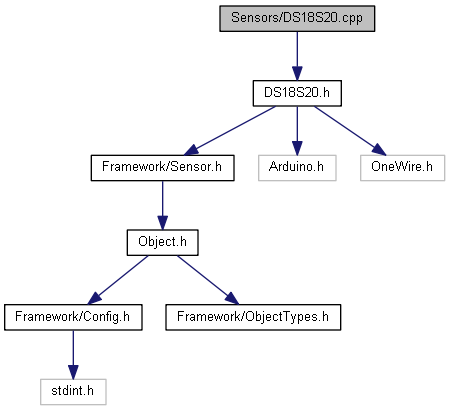 Sensors/DS18S20.cpp
DS18S20.h
Framework/Sensor.h
Arduino.h
OneWire.h
Object.h
Framework/Config.h
Framework/ObjectTypes.h
stdint.h